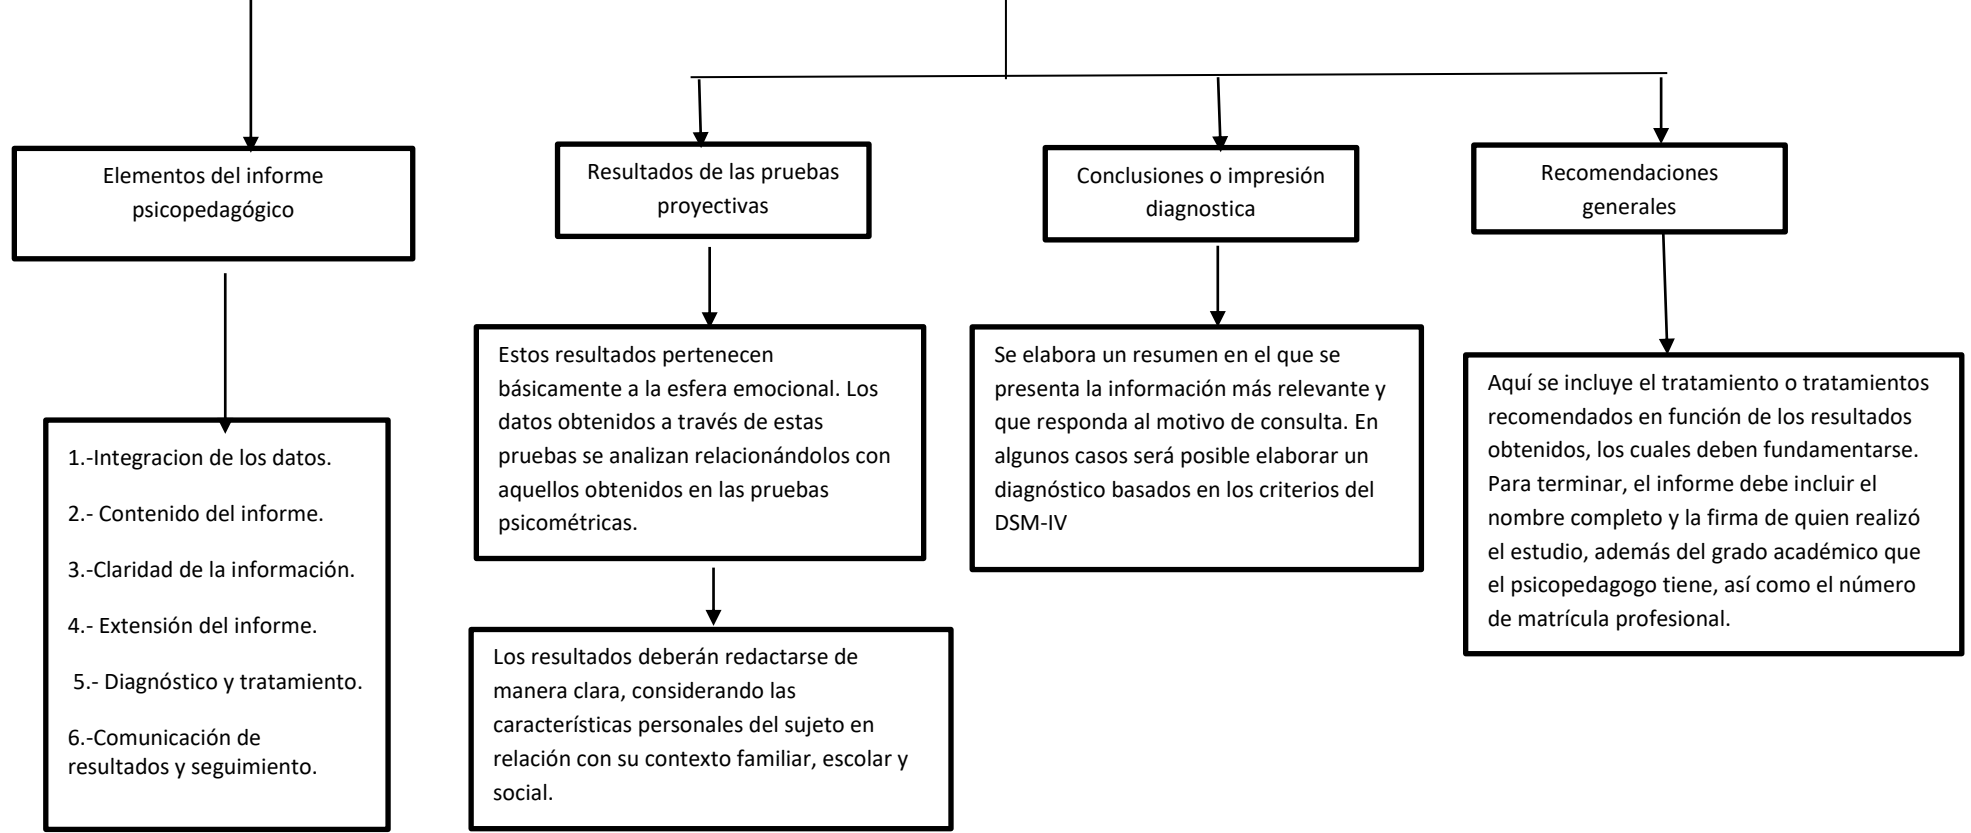 Elementos del informe
psicopedagógico
1.-Integracion de los datos.
2.- Contenido del informe.
3.-Claridad de la información.
4.- Extensión del informe.
5.- Diagnóstico y tratamiento.
6.-Comunicación de
resultados y seguimiento.
Resultados de las pruebas
proyectivas
Estos resultados pertenecen
básicamente a la esfera emocional. Los
datos obtenidos a través de estas
pruebas se analizan relacionándolos con
aquellos obtenidos en las pruebas
psicométricas.
Los resultados deberán redactarse de
manera clara, considerando las
características personales del sujeto en
relación con su contexto familiar, escolar y
social.
Conclusiones o impresión
diagnostica
Se elabora un resumen en el que se
presenta la información más relevante y
que responda al motivo de consulta. En
algunos casos será posible elaborar un
diagnóstico basados en los criterios del
DSM-IV
Recomendaciones
generales
Aquí se incluye el tratamiento o tratamientos
recomendados en función de los resultados
obtenidos, los cuales deben fundamentarse.
Para terminar, el informe debe incluir el
nombre completo y la firma de quien realizó
el estudio, además del grado académico que
el psicopedagogo tiene, así como el número
de matrícula profesional.